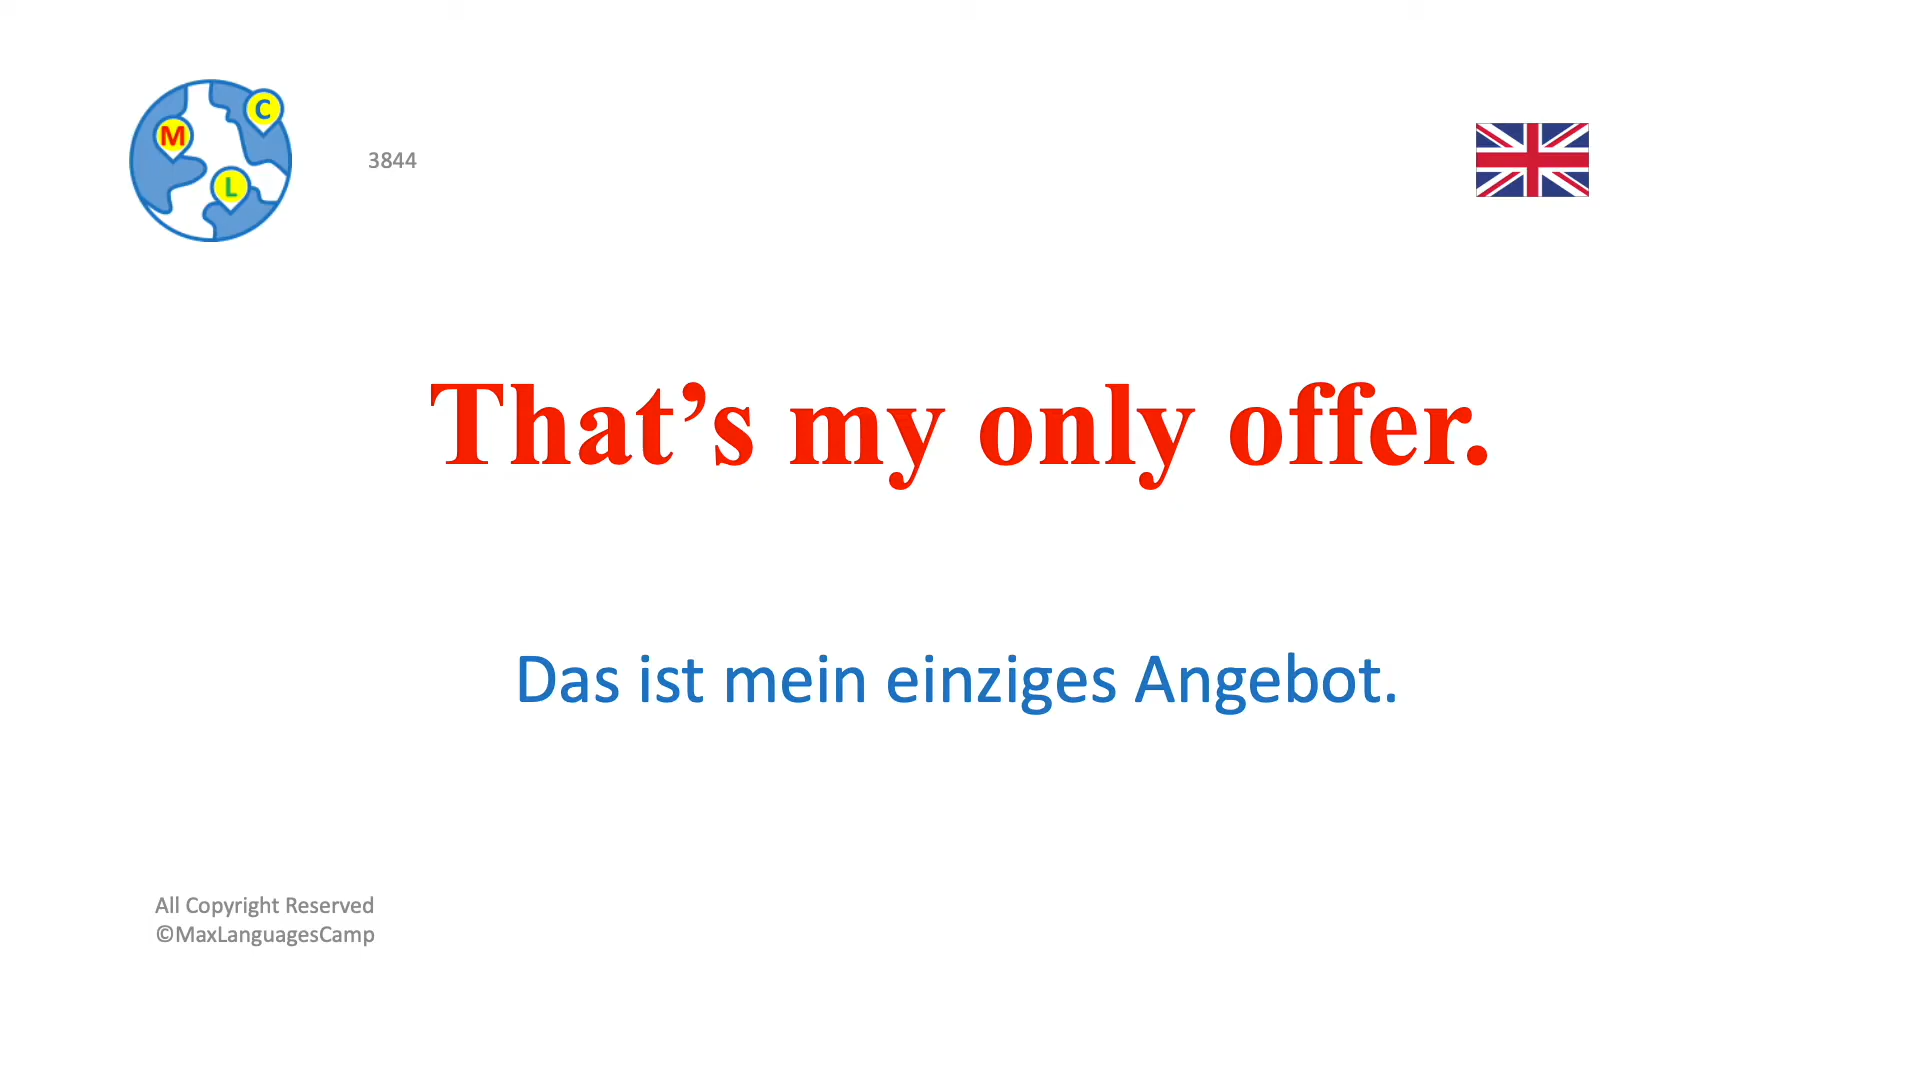 M
C
L
3844
That’s my only offer.
Das ist mein einziges Angebot.
All Copyright Reserved
©MaxLanguagesCamp